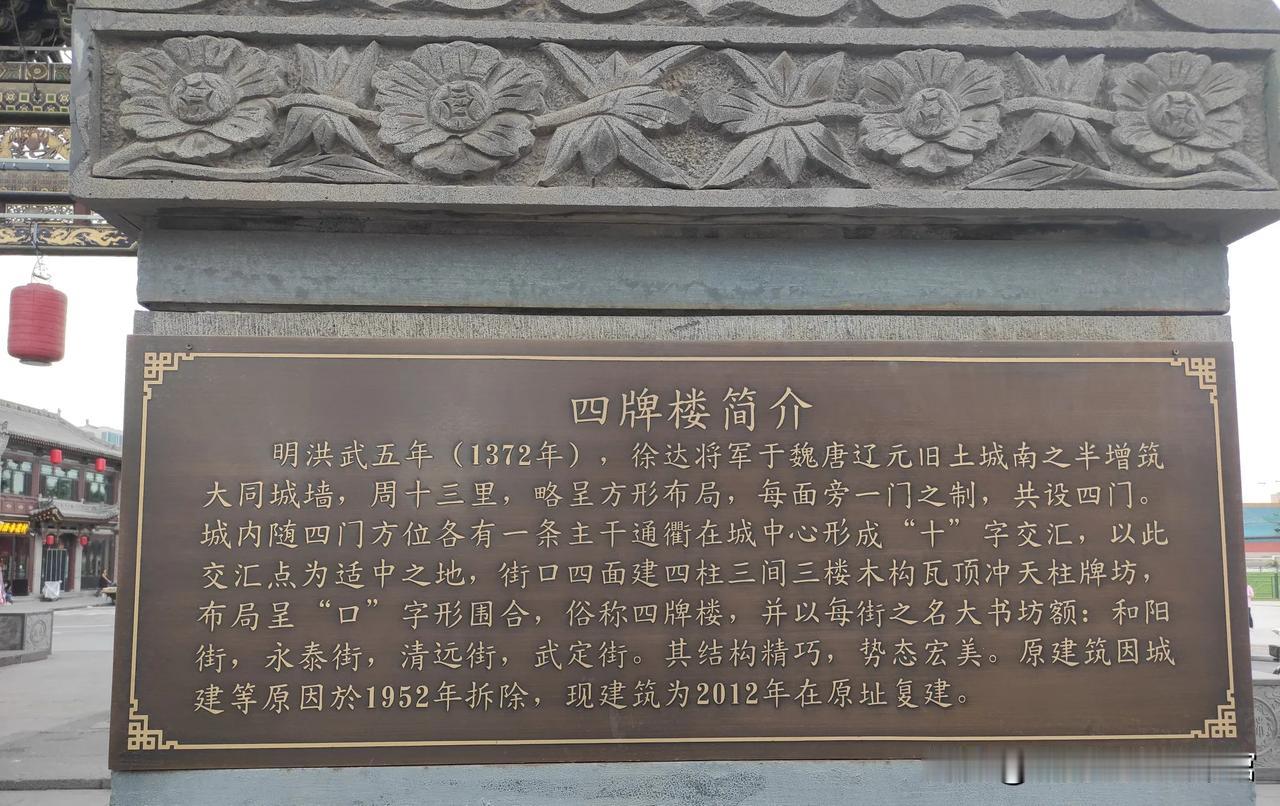 四牌楼简介
明洪武五年（1372年），徐达将军于魏唐辽元旧土城南之半增筑
大同城墙，周十三里，略呈方形布局，每面旁一门之制，共设四门。
城内随四门方位各有一条主干通衢在城中心形成“十”字交汇，以此
交汇点为适中之地，街口四面建四柱三间三楼木构瓦顶冲天柱牌坊，
布局呈“口”字形围合，俗称四牌楼，并以每街之名大书坊额：和阳
街，永泰街，清远街，武定街。其结构精巧，势态宏美。原建筑因城
建等原因於1952年拆除，现建筑为2012年在原址复建。